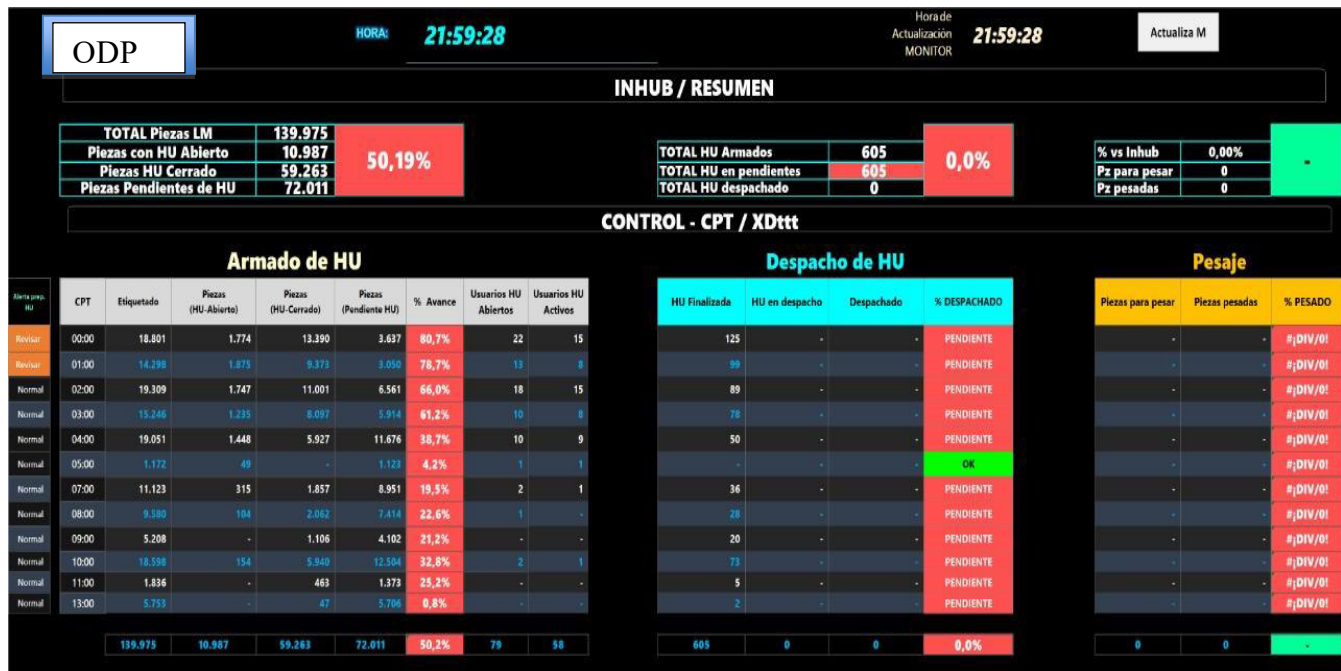 ODP
HORA: 21:59:28
Hora de Actualización MONITOR 21:59:28
Actualiza M
INHUB / RESUMEN
TOTAL Piezas LM 139.975
Piezas con HU Abierto 10.987
Piezas HU Cerrado 59.263
Piezas Pendientes de HU 72.011
50,19%
TOTAL HU Armados 605
TOTAL HU en pendientes 605
TOTAL HU despachado 0
0,0%
% vs Inhub 0,00%
Pz para pesar 0
Pz pesadas 0
-
CONTROL - CPT / XDttt
Armado de HU Despacho de HU Pesaje
Alerta prep. HU CPT Etiquetado Piezas (HU-Abierto) Piezas (HU-Cerrado) Piezas (Pendiente HU) % Avance Usuarios HU Abiertos Usuarios HU Activos HU Finalizada HU en despacho Despachado % DESPACHADO Piezas para pesar Piezas pesadas % PESADO
Revisar 00:00 18.801 1.774 13.390 3.637 80,7% 22 15 125 - - PENDIENTE - - #¡DIV/0!
Revisar 01:00 14.298 1.875 9.373 3.050 78,7% 13 8 99 - - PENDIENTE - - #¡DIV/0!
Normal 02:00 19.309 1.747 11.001 6.561 66,0% 18 15 89 - - PENDIENTE - - #¡DIV/0!
Normal 03:00 15.246 1.235 8.097 5.914 61,2% 10 8 78 - - PENDIENTE - - #¡DIV/0!
Normal 04:00 19.051 1.448 5.927 11.676 38,7% 10 9 50 - - PENDIENTE - - #¡DIV/0!
Normal 05:00 1.172 49 - 1.123 4,2% 1 1 - - - OK - - #¡DIV/0!
Normal 07:00 11.123 315 1.857 8.951 19,5% 2 1 36 - - PENDIENTE - - #¡DIV/0!
Normal 08:00 9.580 104 2.062 7.414 22,6% 1 - 28 - - PENDIENTE - - #¡DIV/0!
Normal 09:00 5.208 - 1.106 4.102 21,2% - - 20 - - PENDIENTE - - #¡DIV/0!
Normal 10:00 18.598 154 5.940 12.504 32,8% 2 1 73 - - PENDIENTE - - #¡DIV/0!
Normal 11:00 1.836 - 463 1.373 25,2% - - 5 - - PENDIENTE - - #¡DIV/0!
Normal 13:00 5.753 - 47 5.706 0,8% - - 2 - - PENDIENTE - - #¡DIV/0!
139.975 10.987 59.263 72.011 50,2% 79 58 605 0 0 0,0% 0 0 -